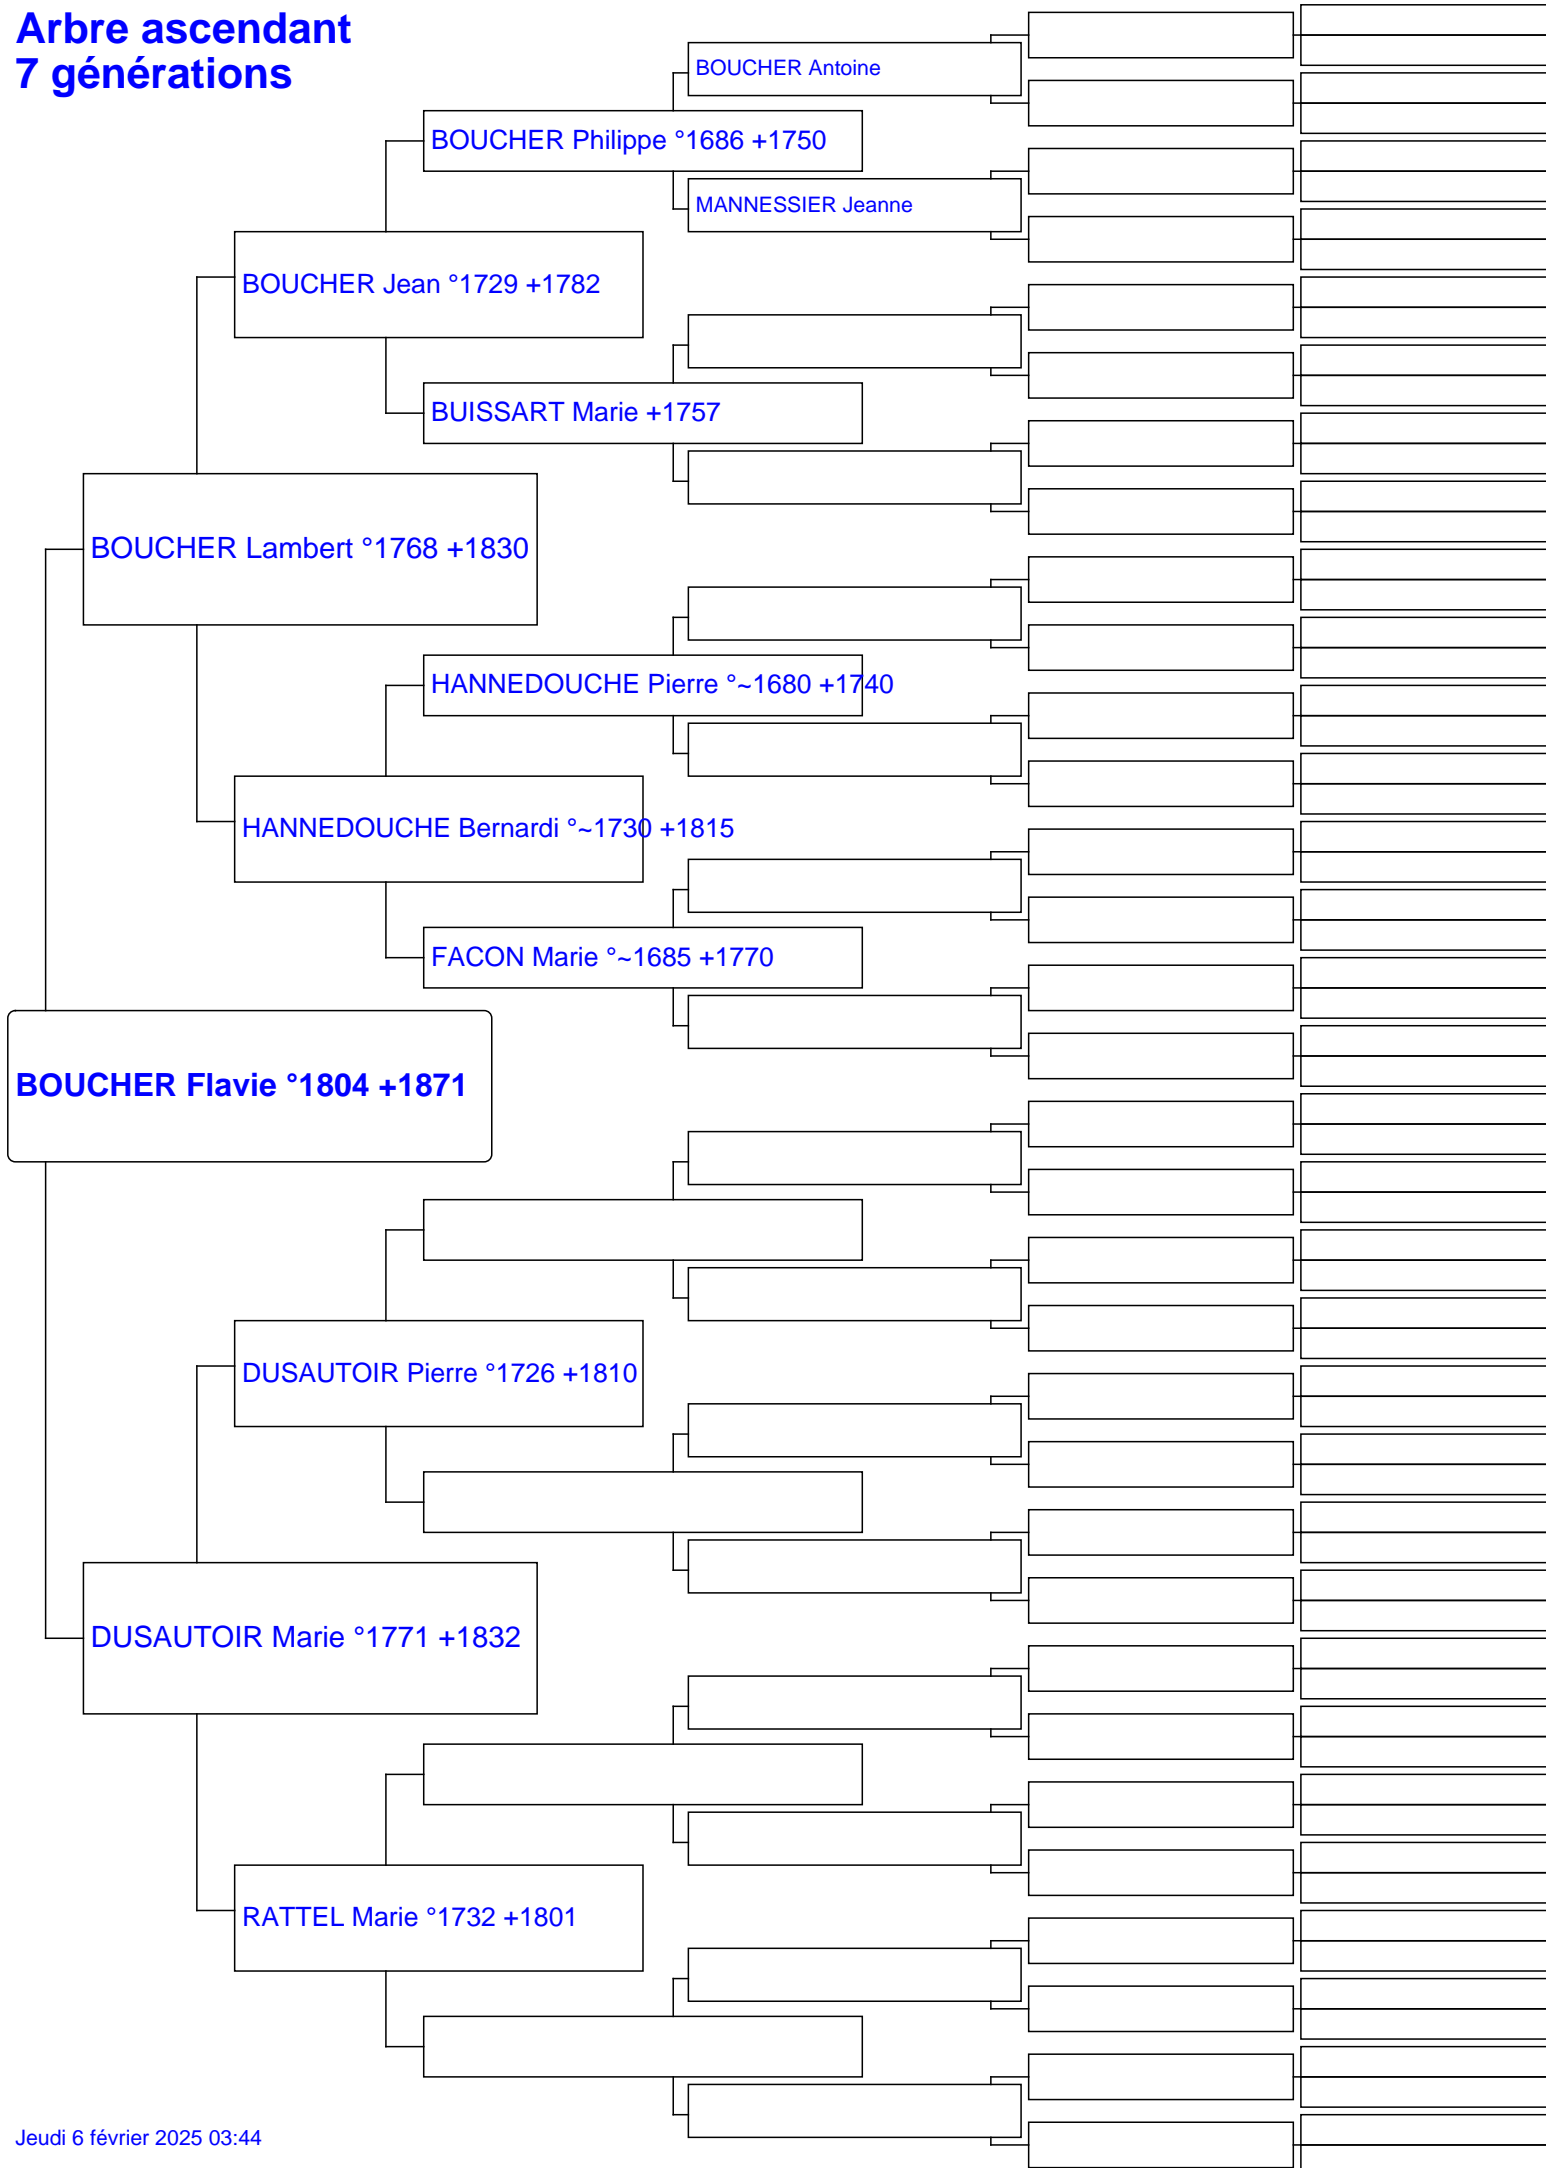 Arbre ascendant
7 générations
BOUCHER Antoine
BOUCHER Philippe °1686 +1750
MANNESSIER Jeanne
BOUCHER Jean °1729 +1782
BUISSART Marie +1757
BOUCHER Lambert °1768 +1830
HANNEDOUCHE Pierre °~1680 +1740
HANNEDOUCHE Bernardi °~1730 +1815
FACON Marie °~1685 +1770
BOUCHER Flavie °1804 +1871
DUSAUTOIR Pierre °1726 +1810
DUSAUTOIR Marie °1771 +1832
RATTEL Marie °1732 +1801
Jeudi 6 février 2025 03:44